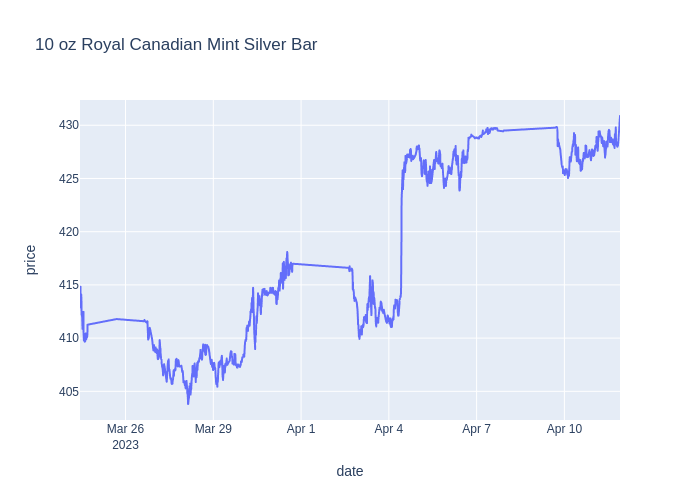 10 oz Royal Canadian Mint Silver Bar
430
425
420
415
410
405
price
Mar 26
2023
Mar 29
Apr 1
Apr 4
Apr 7
Apr 10
date